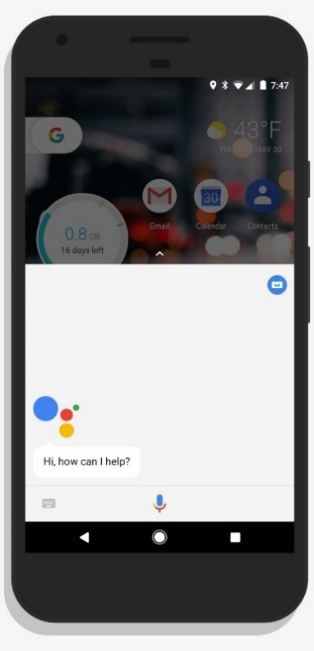 7:47
G
43°F
TUE, MAY 30
30
Gmail
Calendar
Contacts
0.8 GB
16 days left
Hi, how can I help?